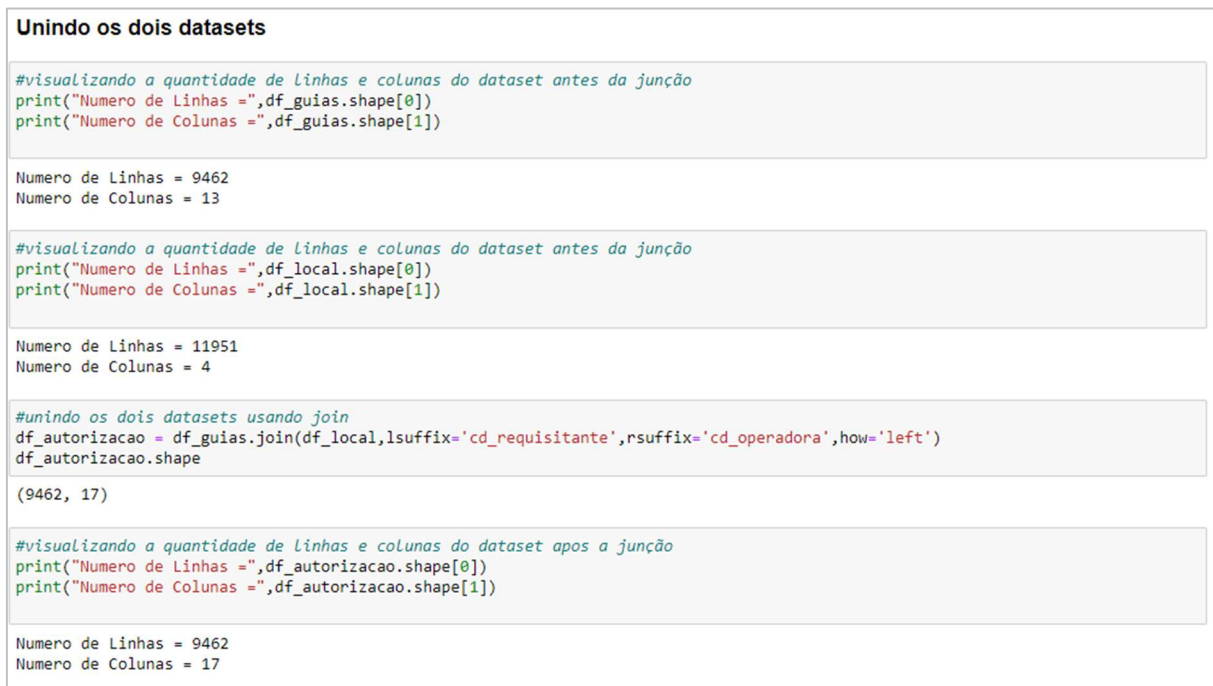 Unindo os dois datasets
#visualizando a quantidade de linhas e colunas do dataset antes da junção
print("Numero de Linhas =",df_guias.shape[0])
print("Numero de Colunas =",df_guias.shape[1])
Numero de Linhas = 9462
Numero de Colunas = 13
#visualizando a quantidade de linhas e colunas do dataset antes da junção
print("Numero de Linhas =",df_local.shape[0])
print("Numero de Colunas =",df_local.shape[1])
Numero de Linhas = 11951
Numero de Colunas = 4
#unindo os dois datasets usando join
df_autorizacao = df_guias.join(df_local,lsuffix='cd_requisitante',rsuffix='cd_operadora',how='left')
df_autorizacao.shape
(9462, 17)
#visualizando a quantidade de linhas e colunas do dataset apos a junção
print("Numero de Linhas =",df_autorizacao.shape[0])
print("Numero de Colunas =",df_autorizacao.shape[1])
Numero de Linhas = 9462
Numero de Colunas = 17